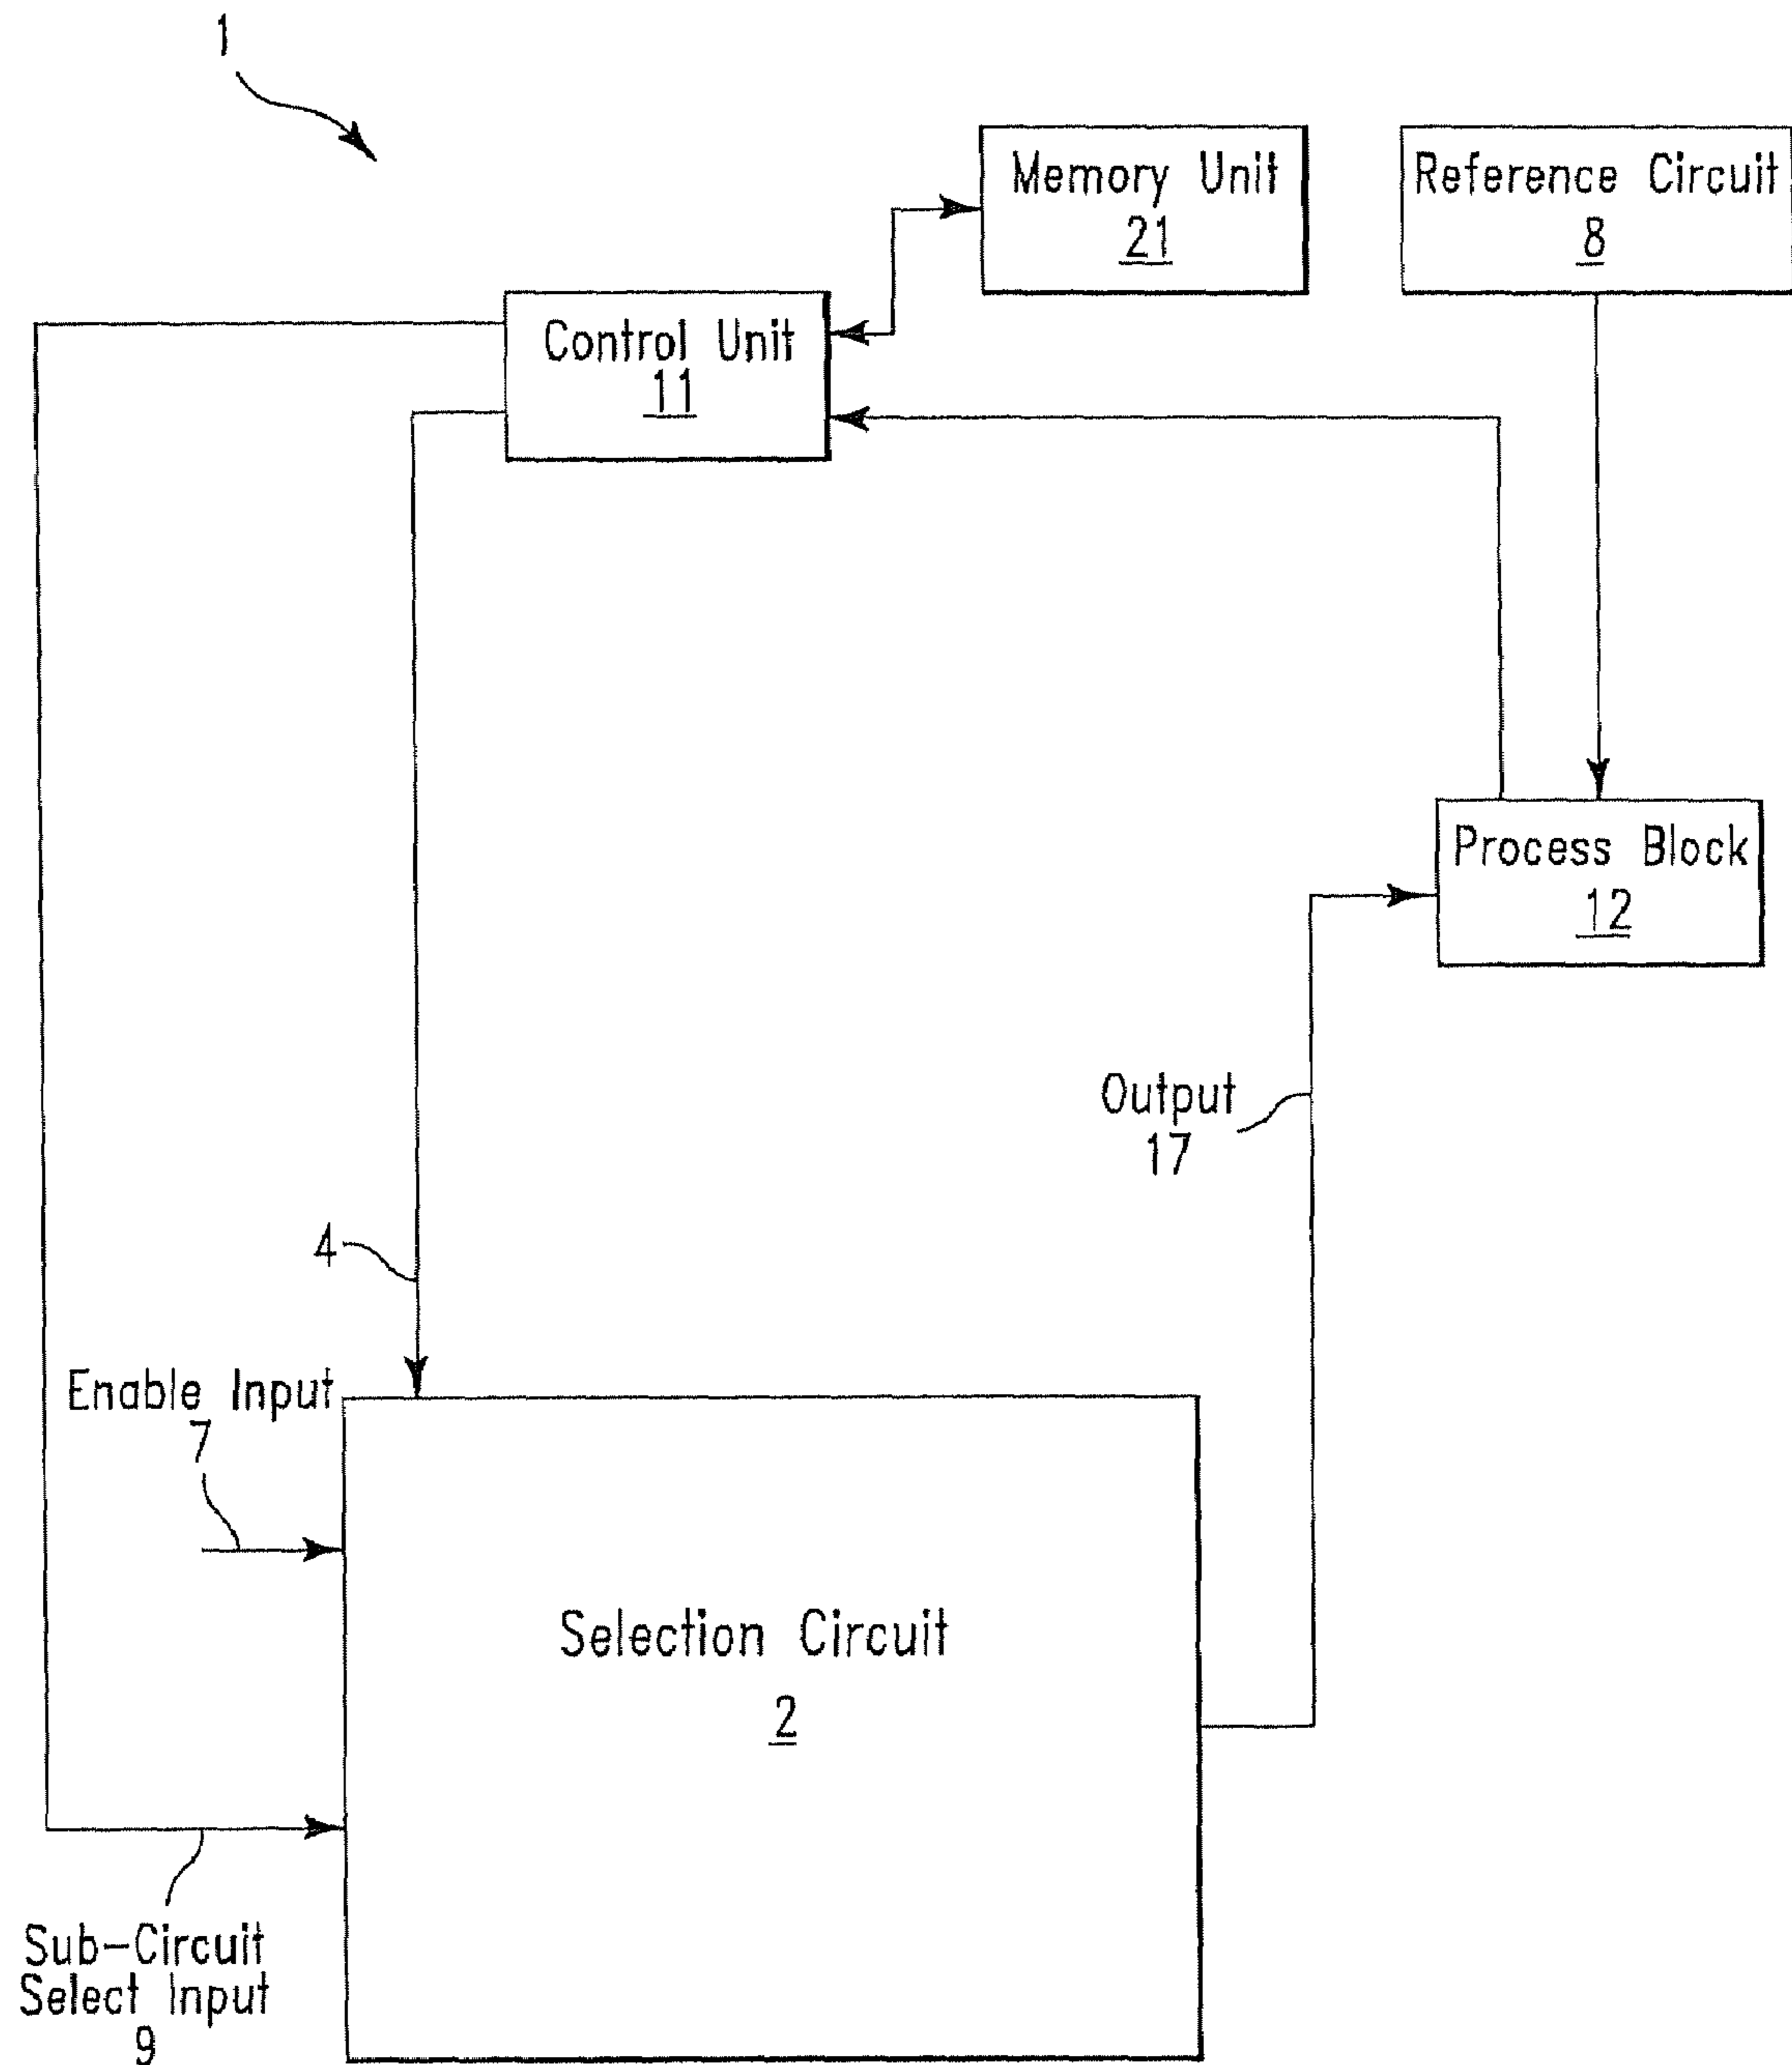 1
Memory Unit
21
Reference Circuit
8
Control Unit
11
Process Block
12
Output
17
4
Enable Input
7
Selection Circuit
2
Sub-Circuit
Select Input
9